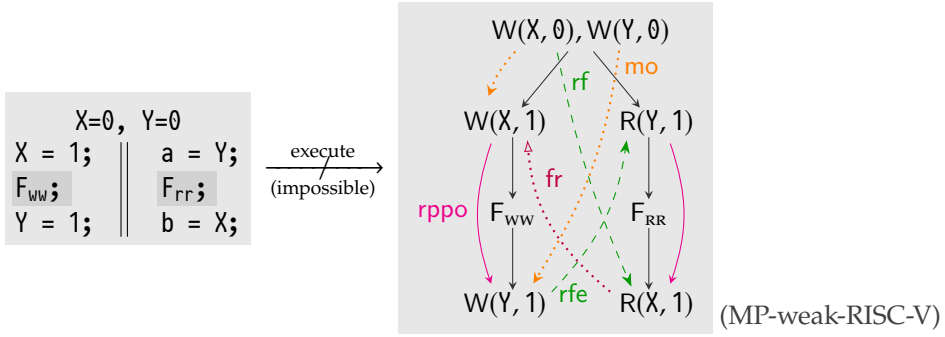 X=0, Y=0
X = 1; a = Y;
Fww; Frr;
Y = 1; b = X;
execute
(impossible)
W(X, 0), W(Y, 0)
rf mo
W(X, 1) R(Y, 1)
fr
rppo
FWW FRR
rfe
W(Y, 1) R(X, 1)
(MP-weak-RISC-V)